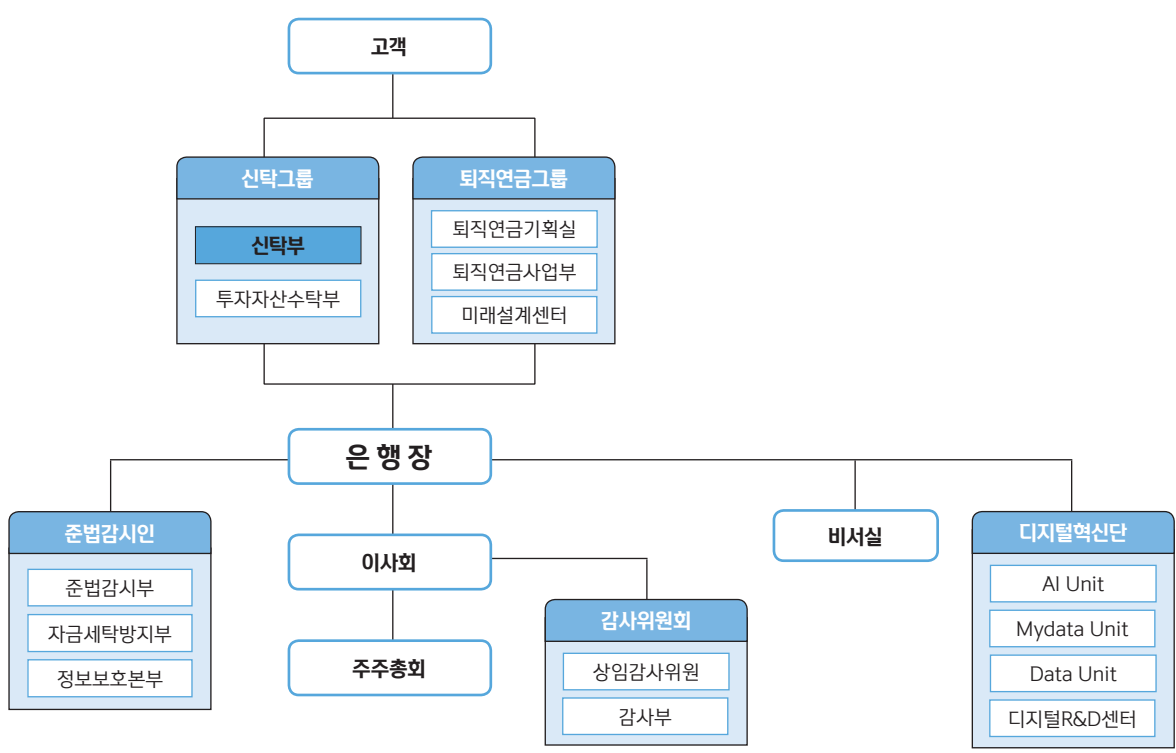 고객
신탁그룹
신탁부
투자자산수탁부
퇴직연금그룹
퇴직연금기획실
퇴직연금사업부
미래설계센터
은 행 장
준법감시인
준법감시부
자금세탁방지부
정보보호본부
이사회
주주총회
감사위원회
상임감사위원
감사부
비서실
디지털혁신단
AI Unit
Mydata Unit
Data Unit
디지털R&D센터